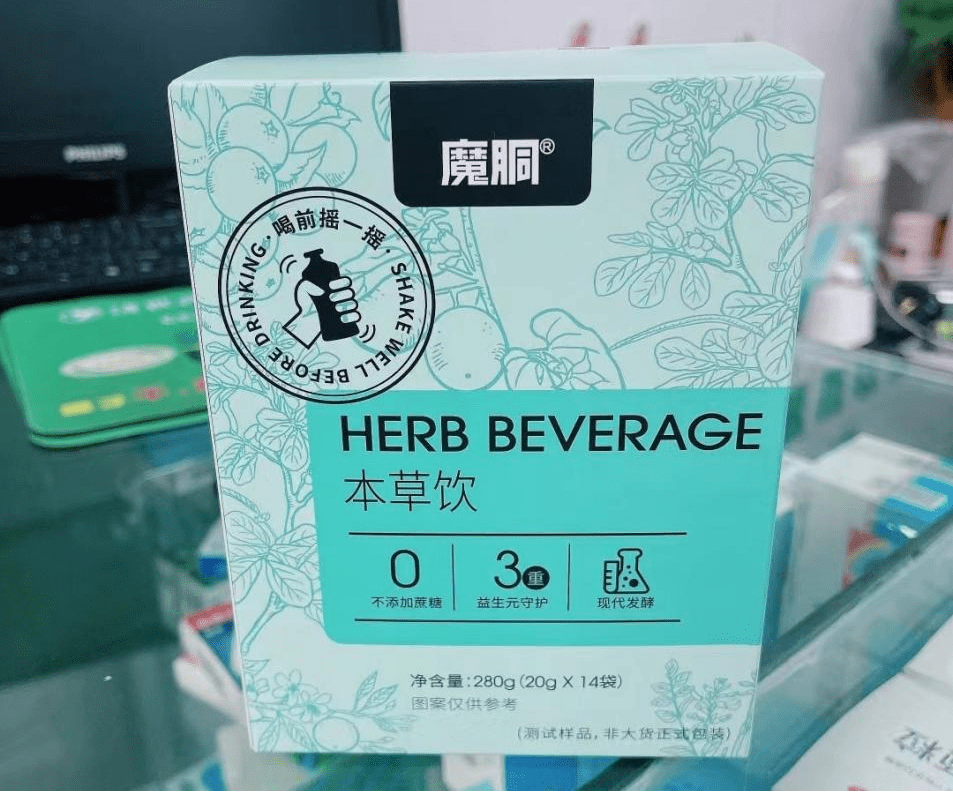 PHILIPS
魔胴®
喝前摇一摇·SHAKE WELL BEFORE DRINKING·
HERB BEVERAGE
本草饮
0
不添加蔗糖
3重
益生元守护
现代发酵
净含量:280g(20g X 14袋)
图案仅供参考
(测试样品,非大货正式包装)